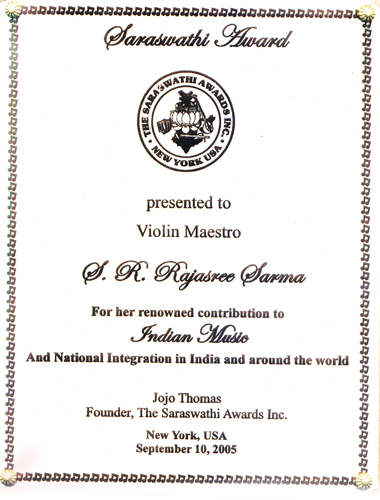 Saraswathi Award
THE SARASWATHI AWARDS INC.
NEW YORK USA
presented to
Violin Maestro
S. R. Rajasree Sarma
For her renowned contribution to
Indian Music
And National Integration in India and around the world
Jojo Thomas
Founder, The Saraswathi Awards Inc.
New York, USA
September 10, 2005